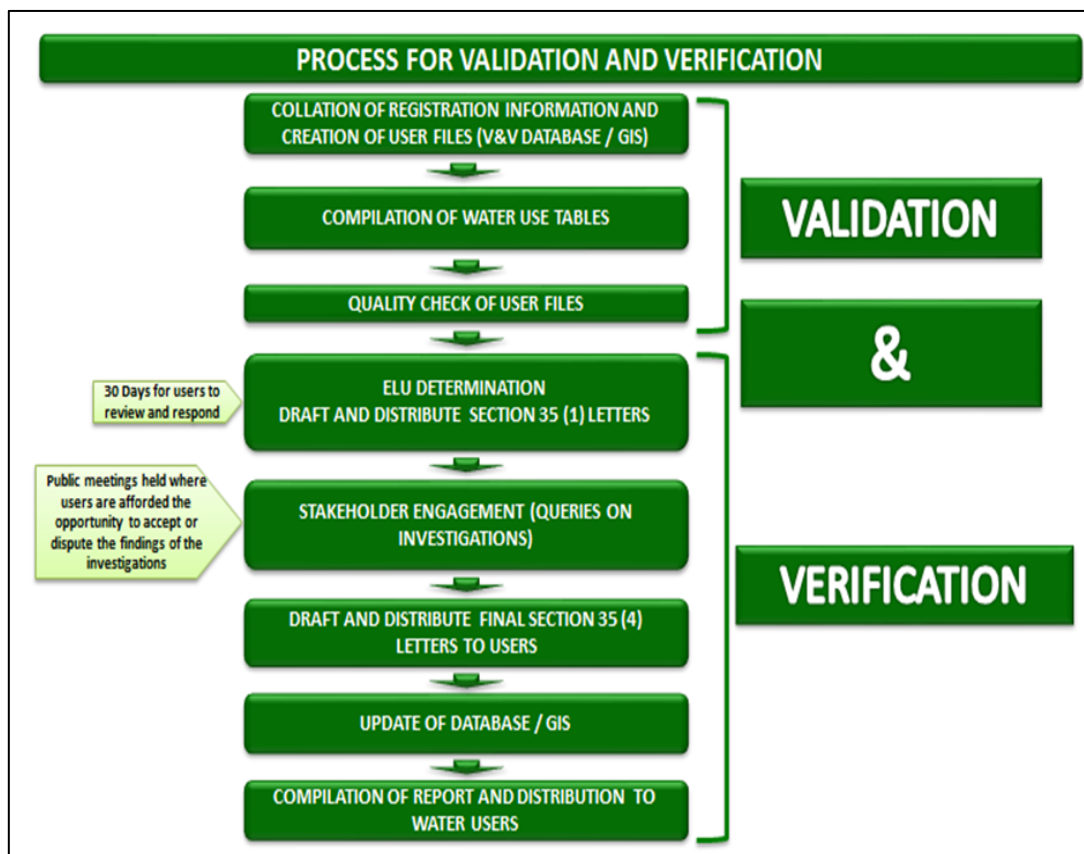 PROCESS FOR VALIDATION AND VERIFICATION
COLLATION OF REGISTRATION INFORMATION AND
CREATION OF USER FILES (V&V DATABASE / GIS)
COMPILATION OF WATER USE TABLES
QUALITY CHECK OF USER FILES
VALIDATION
&
30 Days for users to
review and respond
ELU DETERMINATION
DRAFT AND DISTRIBUTE SECTION 35 (1) LETTERS
Public meetings held where
users are afforded the
opportunity to accept or
dispute the findings of the
investigations
STAKEHOLDER ENGAGEMENT (QUERIES ON
INVESTIGATIONS)
DRAFT AND DISTRIBUTE FINAL SECTION 35 (4)
LETTERS TO USERS
UPDATE OF DATABASE / GIS
COMPILATION OF REPORT AND DISTRIBUTION TO
WATER USERS
VERIFICATION